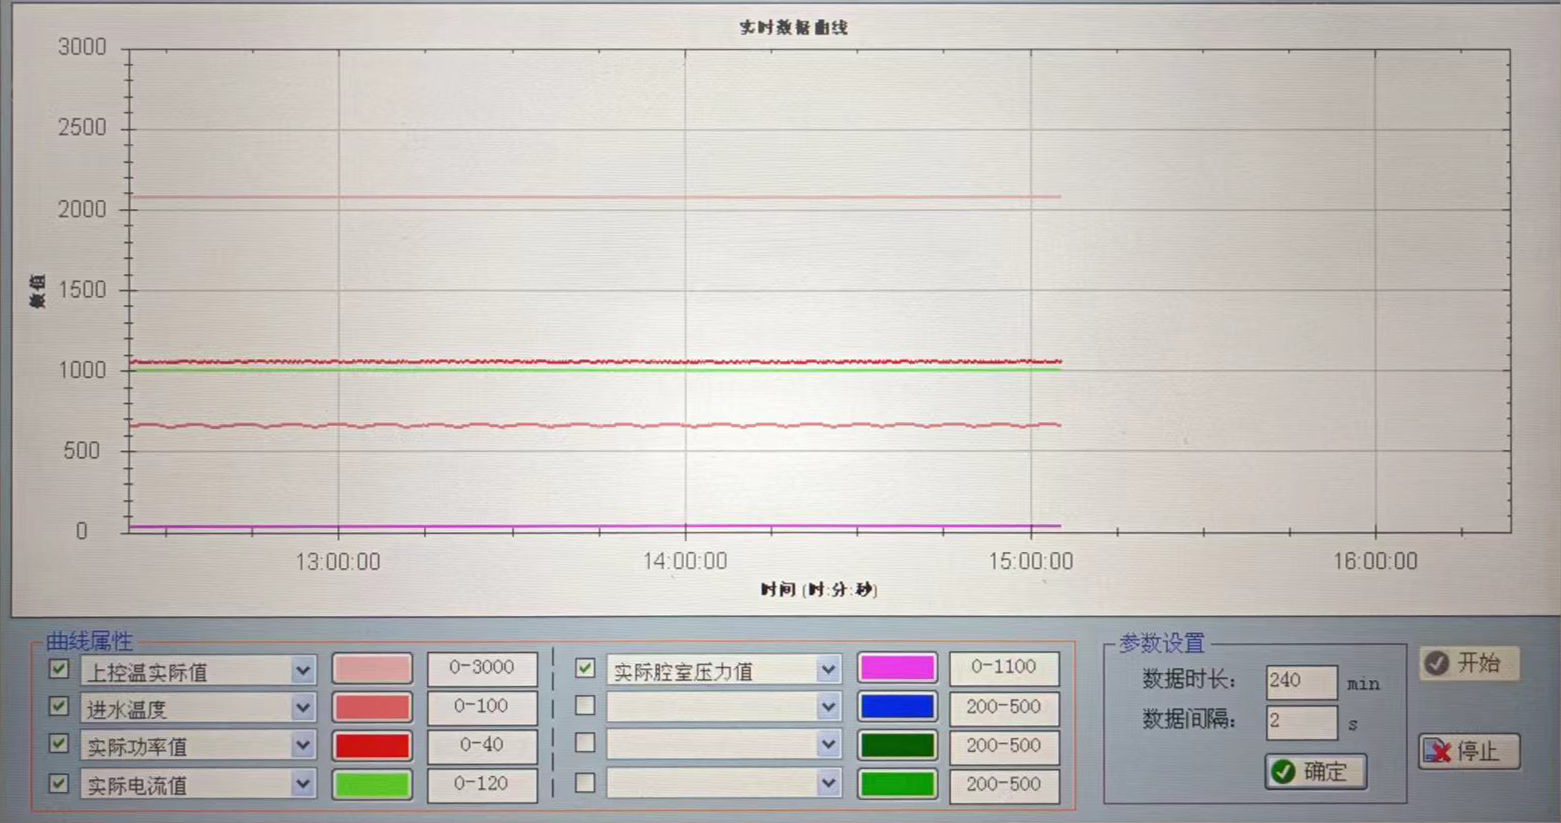 实时数据曲线
3000
2500
2000
1500
1000
500
0
数值
13:00:00 14:00:00 15:00:00 16:00:00
时间(时:分:秒)
曲线属性
上控温实际值 0-3000 实际腔室压力值 0-1100
进水温度 0-100 200-500
实际功率值 0-40 200-500
实际电流值 0-120 200-500
参数设置
数据时长: 240 min
数据间隔: 2 s
确定
开始
停止